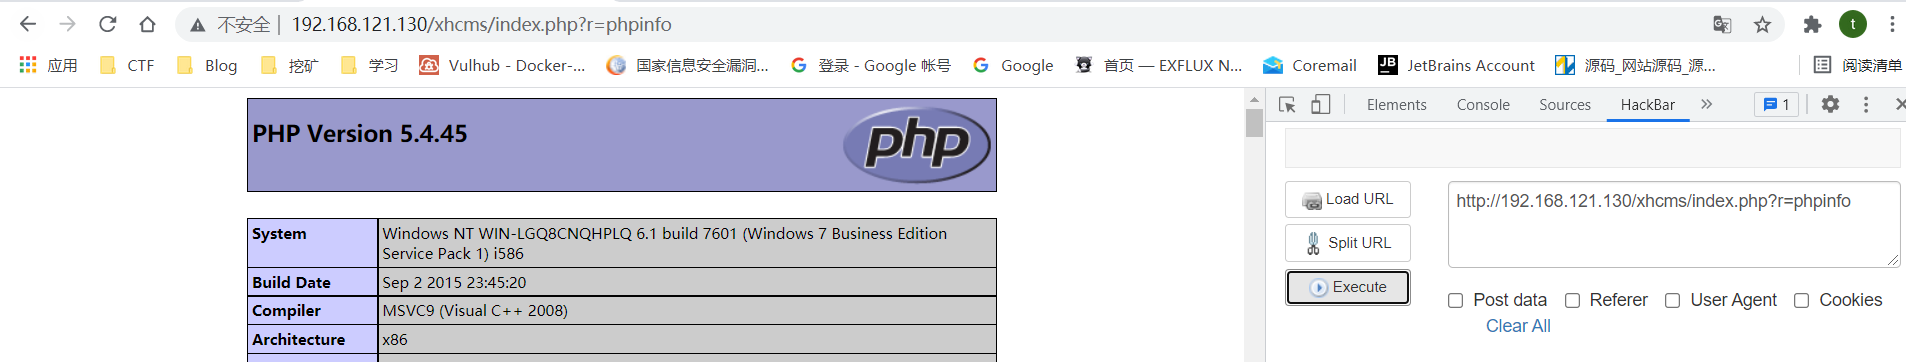 不安全 | 192.168.121.130/xhcms/index.php?r=phpinfo
t
应用 CTF Blog 挖矿 学习 Vulhub - Docker-... 国家信息安全漏洞... 登录 - Google 帐号 Google 首页 — EXFLUX N... Coremail JetBrains Account 源码_网站源码_源... 阅读清单
Elements Console Sources HackBar 1
PHP Version 5.4.45
php
System Windows NT WIN-LGQ8CNQHPLQ 6.1 build 7601 (Windows 7 Business Edition
Service Pack 1) i586
Build Date Sep 2 2015 23:45:20
Compiler MSVC9 (Visual C++ 2008)
Architecture x86
Load URL
Split URL
Execute
http://192.168.121.130/xhcms/index.php?r=phpinfo
Post data Referer User Agent Cookies
Clear All